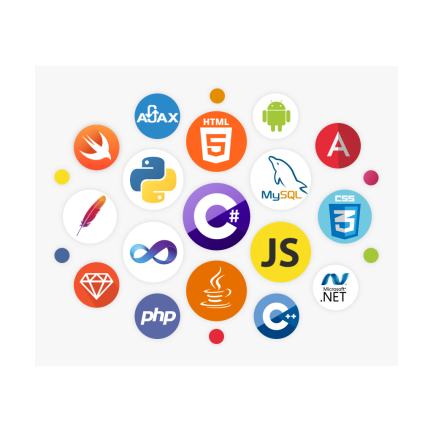 AJAX
HTML
5
A
MySQL
CSS
3
C#
JS
Microsoft®
.NET
php
C++